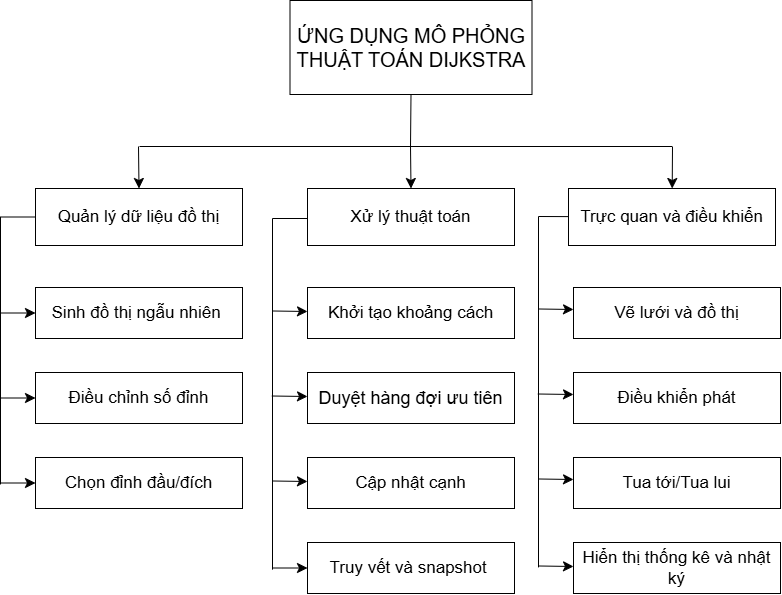 ỨNG DỤNG MÔ PHỎNG
THUẬT TOÁN DIJKSTRA
Quản lý dữ liệu đồ thị
Xử lý thuật toán
Trực quan và điều khiển
Sinh đồ thị ngẫu nhiên
Khởi tạo khoảng cách
Vẽ lưới và đồ thị
Điều chỉnh số đỉnh
Duyệt hàng đợi ưu tiên
Điều khiển phát
Chọn đỉnh đầu/đích
Cập nhật cạnh
Tua tới/Tua lui
Truy vết và snapshot
Hiển thị thống kê và nhật
ký